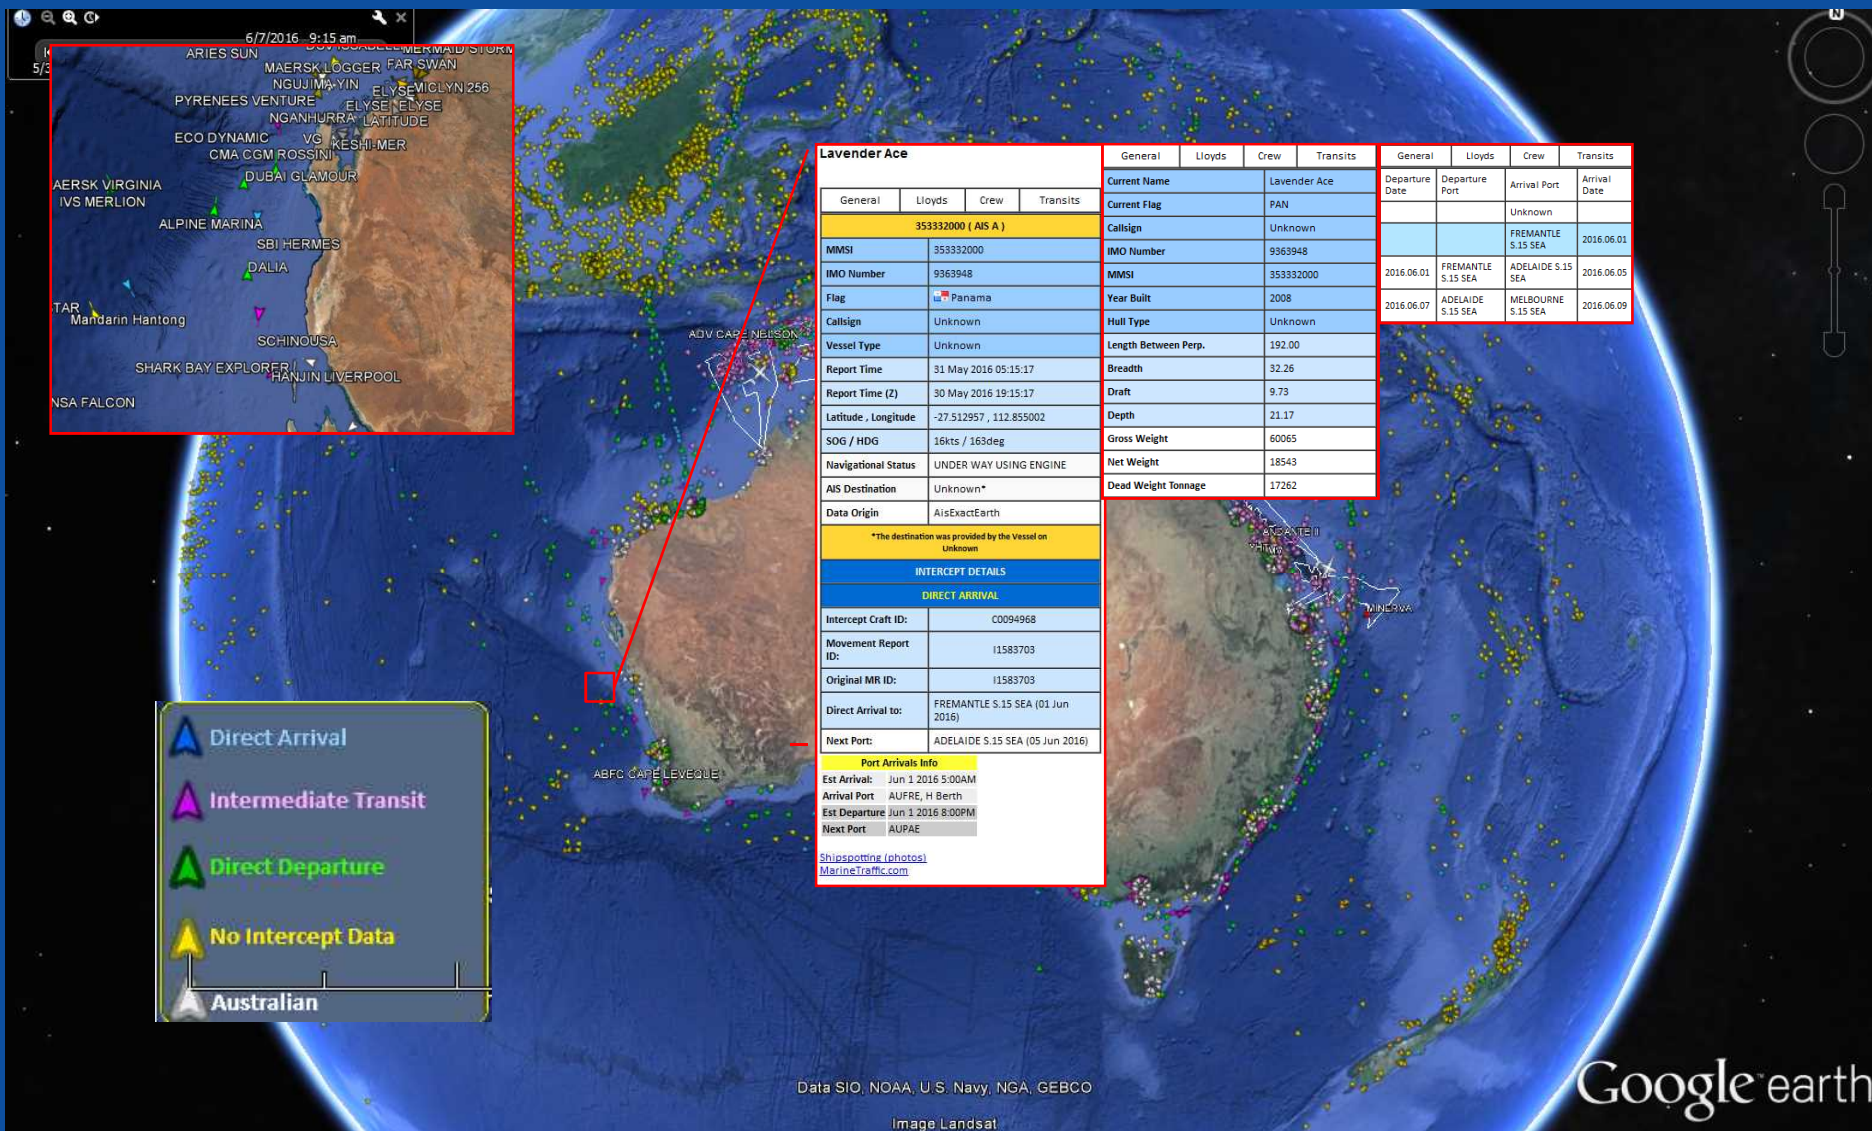 6/7/2016 9:15 am
5/3
ARIES SUN
MERMAID STORM
MAERSK LOGGER FAR SWAN
NGUJIMA-YIN ELYSE MICLYN 256
PYRENEES VENTURE ELYSE ELYSE
NGANHURRA LATITUDE
ECO DYNAMIC VG KESHI-MER
CMA CGM ROSSINI
DUBAI GLAMOUR
AERSK VIRGINIA
IVS MERLION
ALPINE MARINA
SBI HERMES
DALIA
TAR
Mandarin Hantong
SCHINOUSA
SHARK BAY EXPLORER
HANJIN LIVERPOOL
NSA FALCON
N
ADV CAPE NELSON
ANDANTE II
MINERVA
ABFC CAPE LEVEQUE
Lavender Ace
General Lloyds Crew Transits
353332000 ( AIS A )
MMSI 353332000
IMO Number 9363948
Flag Panama
Callsign Unknown
Vessel Type Unknown
Report Time 31 May 2016 05:15:17
Report Time (Z) 30 May 2016 19:15:17
Latitude , Longitude -27.512957 , 112.855002
SOG / HDG 16kts / 163deg
Navigational Status UNDER WAY USING ENGINE
AIS Destination Unknown*
Data Origin AisExactEarth
*The destination was provided by the Vessel on
Unknown
INTERCEPT DETAILS
DIRECT ARRIVAL
Intercept Craft ID: C0094968
Movement Report
ID: I1583703
Original MR ID: I1583703
Direct Arrival to: FREMANTLE S.15 SEA (01 Jun
2016)
Next Port: ADELAIDE S.15 SEA (05 Jun 2016)
Port Arrivals Info
Est Arrival: Jun 1 2016 5:00AM
Arrival Port AUFRE, H Berth
Est Departure Jun 1 2016 8:00PM
Next Port AUPAE
Shipspotting (photos)
MarineTraffic.com
General Lloyds Crew Transits
Current Name Lavender Ace
Current Flag PAN
Callsign Unknown
IMO Number 9363948
MMSI 353332000
Year Built 2008
Hull Type Unknown
Length Between Perp. 192.00
Breadth 32.26
Draft 9.73
Depth 21.17
Gross Weight 60065
Net Weight 18543
Dead Weight Tonnage 17262
General Lloyds Crew Transits
Departure Date Departure Port Arrival Port Arrival Date
Unknown
FREMANTLE S.15 SEA 2016.06.01
2016.06.01 FREMANTLE S.15 SEA ADELAIDE S.15 SEA 2016.06.05
2016.06.07 ADELAIDE S.15 SEA MELBOURNE S.15 SEA 2016.06.09
Direct Arrival
Intermediate Transit
Direct Departure
No Intercept Data
Australian
Data SIO, NOAA, U.S. Navy, NGA, GEBCO
Image Landsat
Google earth